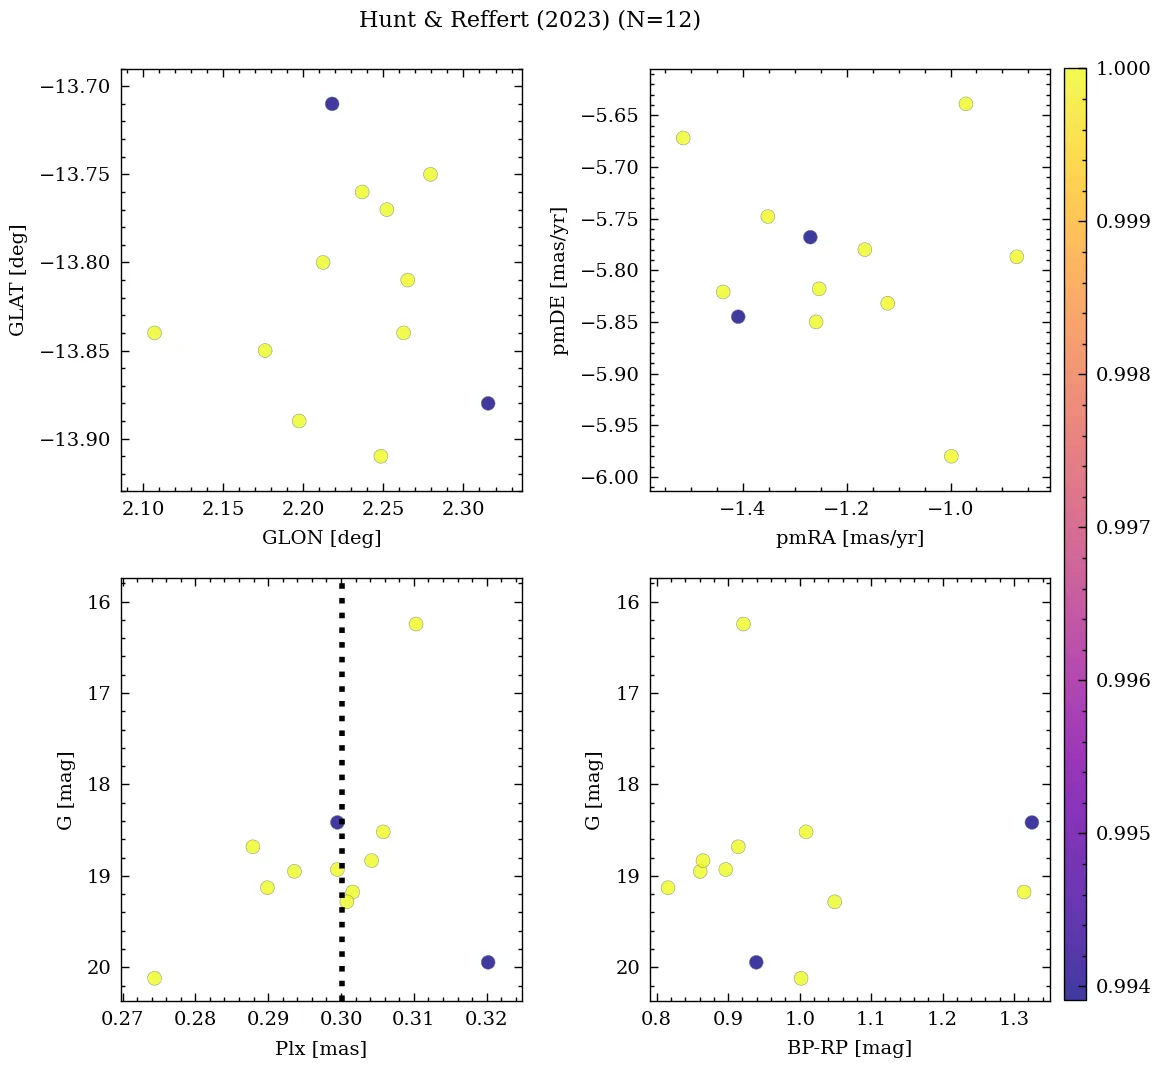 Hunt & Reffert (2023) (N=12)
−13.70
−13.75
−13.80
−13.85
−13.90
GLAT [deg]
2.10 2.15 2.20 2.25 2.30
GLON [deg]
−5.65
−5.70
−5.75
−5.80
−5.85
−5.90
−5.95
−6.00
pmDE [mas/yr]
−1.4 −1.2 −1.0
pmRA [mas/yr]
16
17
18
19
20
G [mag]
0.27 0.28 0.29 0.30 0.31 0.32
Plx [mas]
16
17
18
19
20
G [mag]
0.8 0.9 1.0 1.1 1.2 1.3
BP-RP [mag]
1.000
0.999
0.998
0.997
0.996
0.995
0.994